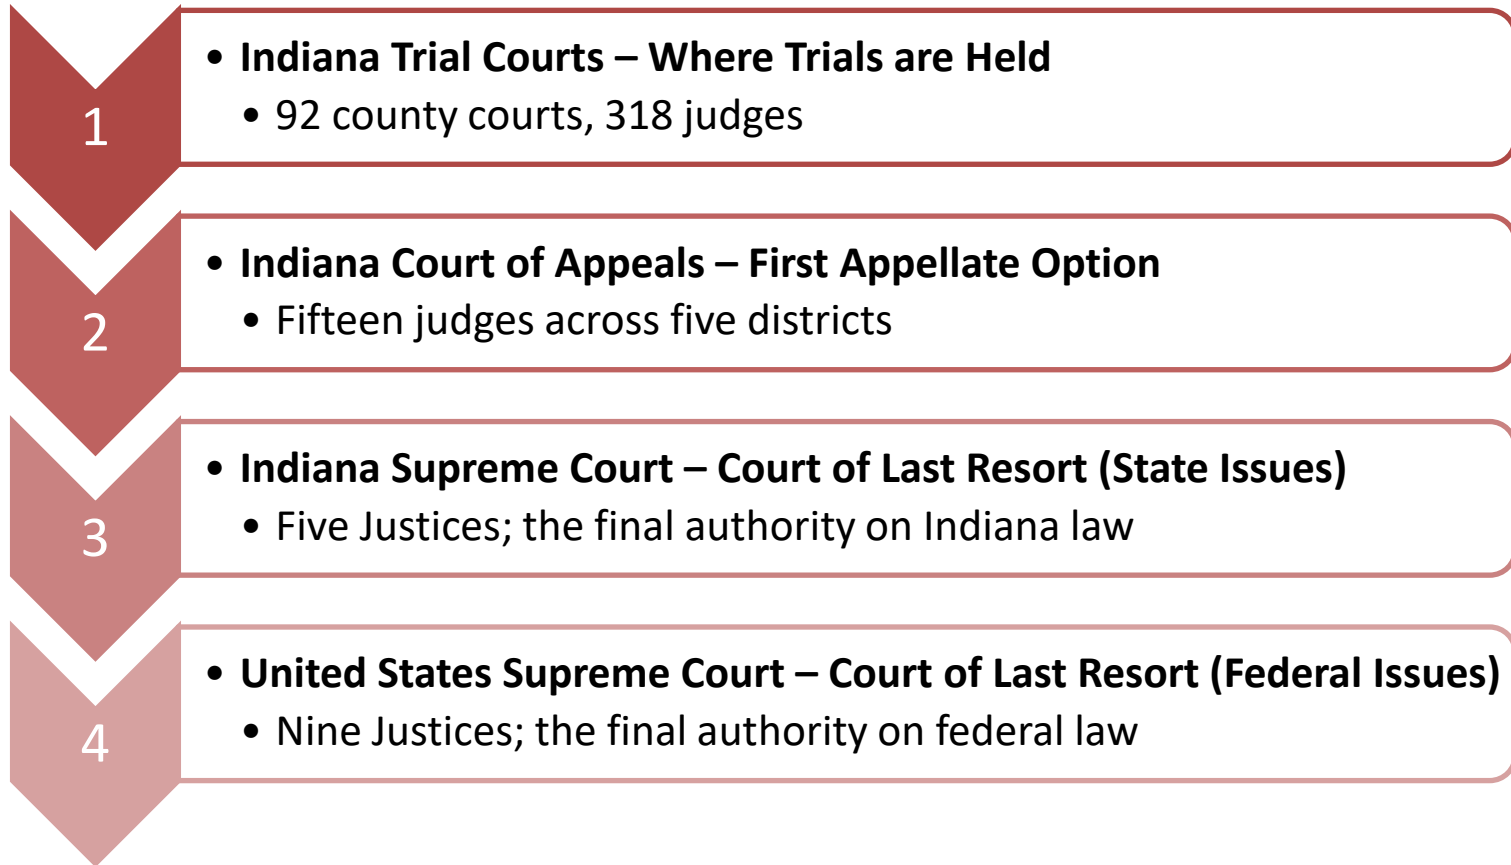 1
• Indiana Trial Courts – Where Trials are Held
• 92 county courts, 318 judges
2
• Indiana Court of Appeals – First Appellate Option
• Fifteen judges across five districts
3
• Indiana Supreme Court – Court of Last Resort (State Issues)
• Five Justices; the final authority on Indiana law
4
• United States Supreme Court – Court of Last Resort (Federal Issues)
• Nine Justices; the final authority on federal law